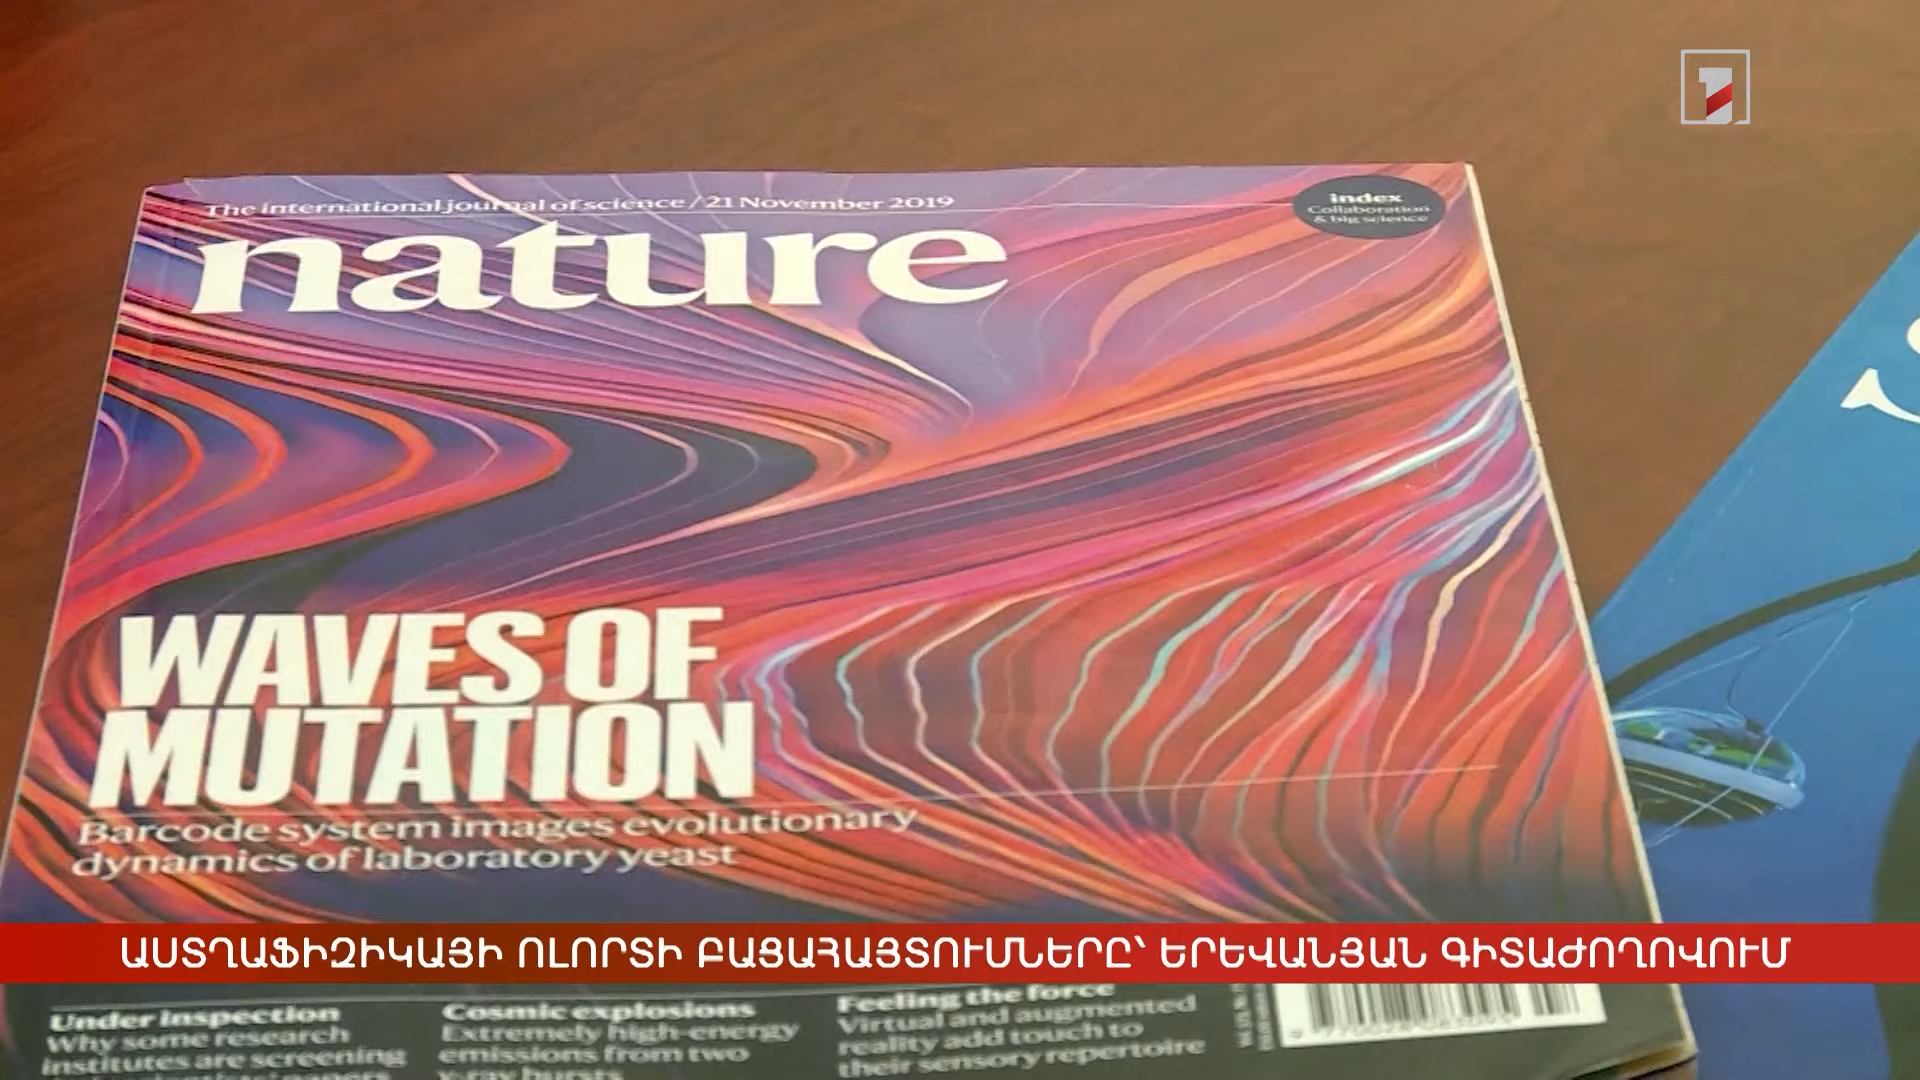 The international journal of science / 21 November 2019
nature
index
Collaboration
& big science
WAVES OF
MUTATION
Barcode system images evolutionary
dynamics of laboratory yeast
ԱՍՏՂԱՖԻԶԻԿԱՅԻ ՈԼՈՐՏԻ ԲԱՑԱՀԱՅՏՈՒՄՆԵՐԸ՝ ԵՐԵՎԱՆՅԱՆ ԳԻՏԱԺՈՂՈՎՈՒՄ
Under inspection
Why some research
institutes are screening
Cosmic explosions
Extremely high-energy
emissions from two
x-ray bursts
Feeling the force
Virtual and augmented
reality add touch to
their sensory repertoire